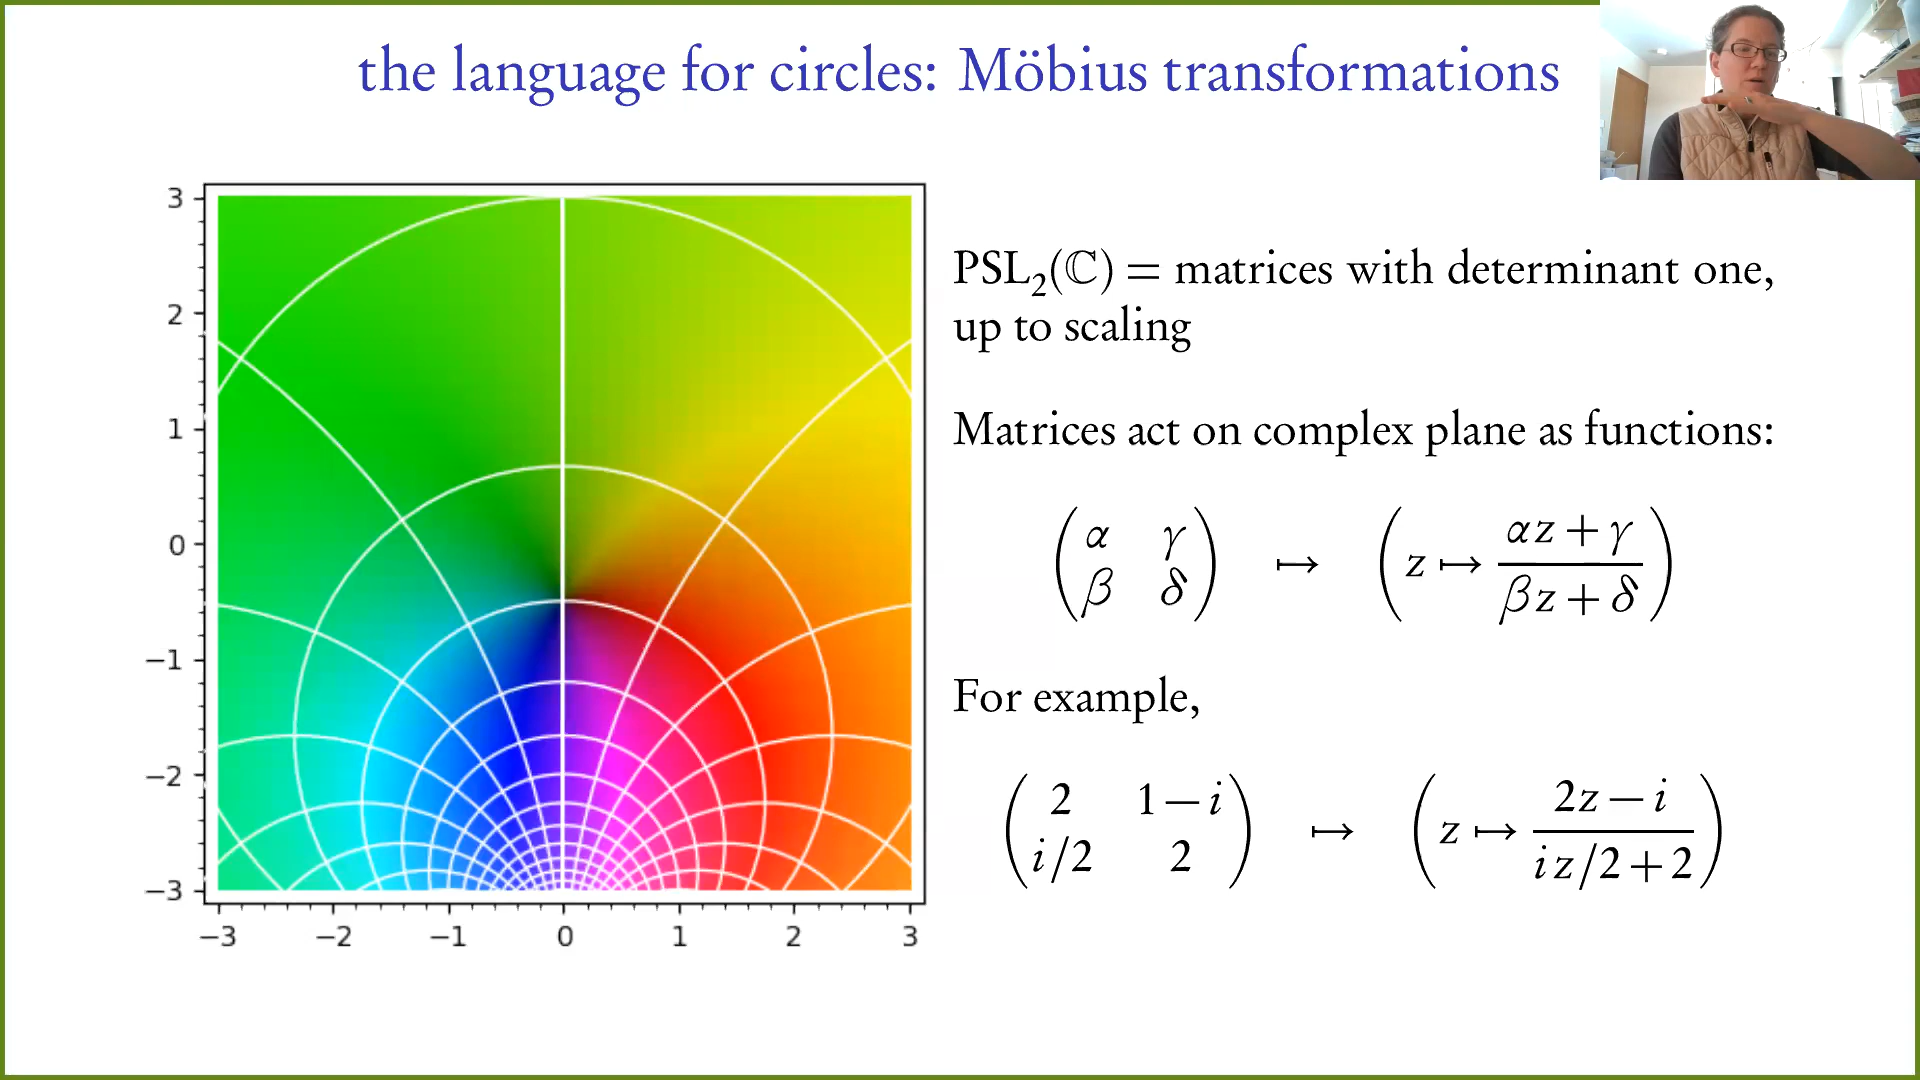 the language for circles: Möbius transformations
3
2
1
0
−1
−2
−3
−3 −2 −1 0 1 2 3
PSL₂(ℂ) = matrices with determinant one,
up to scaling
Matrices act on complex plane as functions:
(α γ
β δ) ↦ (z ↦ (αz + γ)/(βz + δ))
For example,
(2 1 − i
i/2 2) ↦ (z ↦ (2z − i)/(iz/2 + 2))